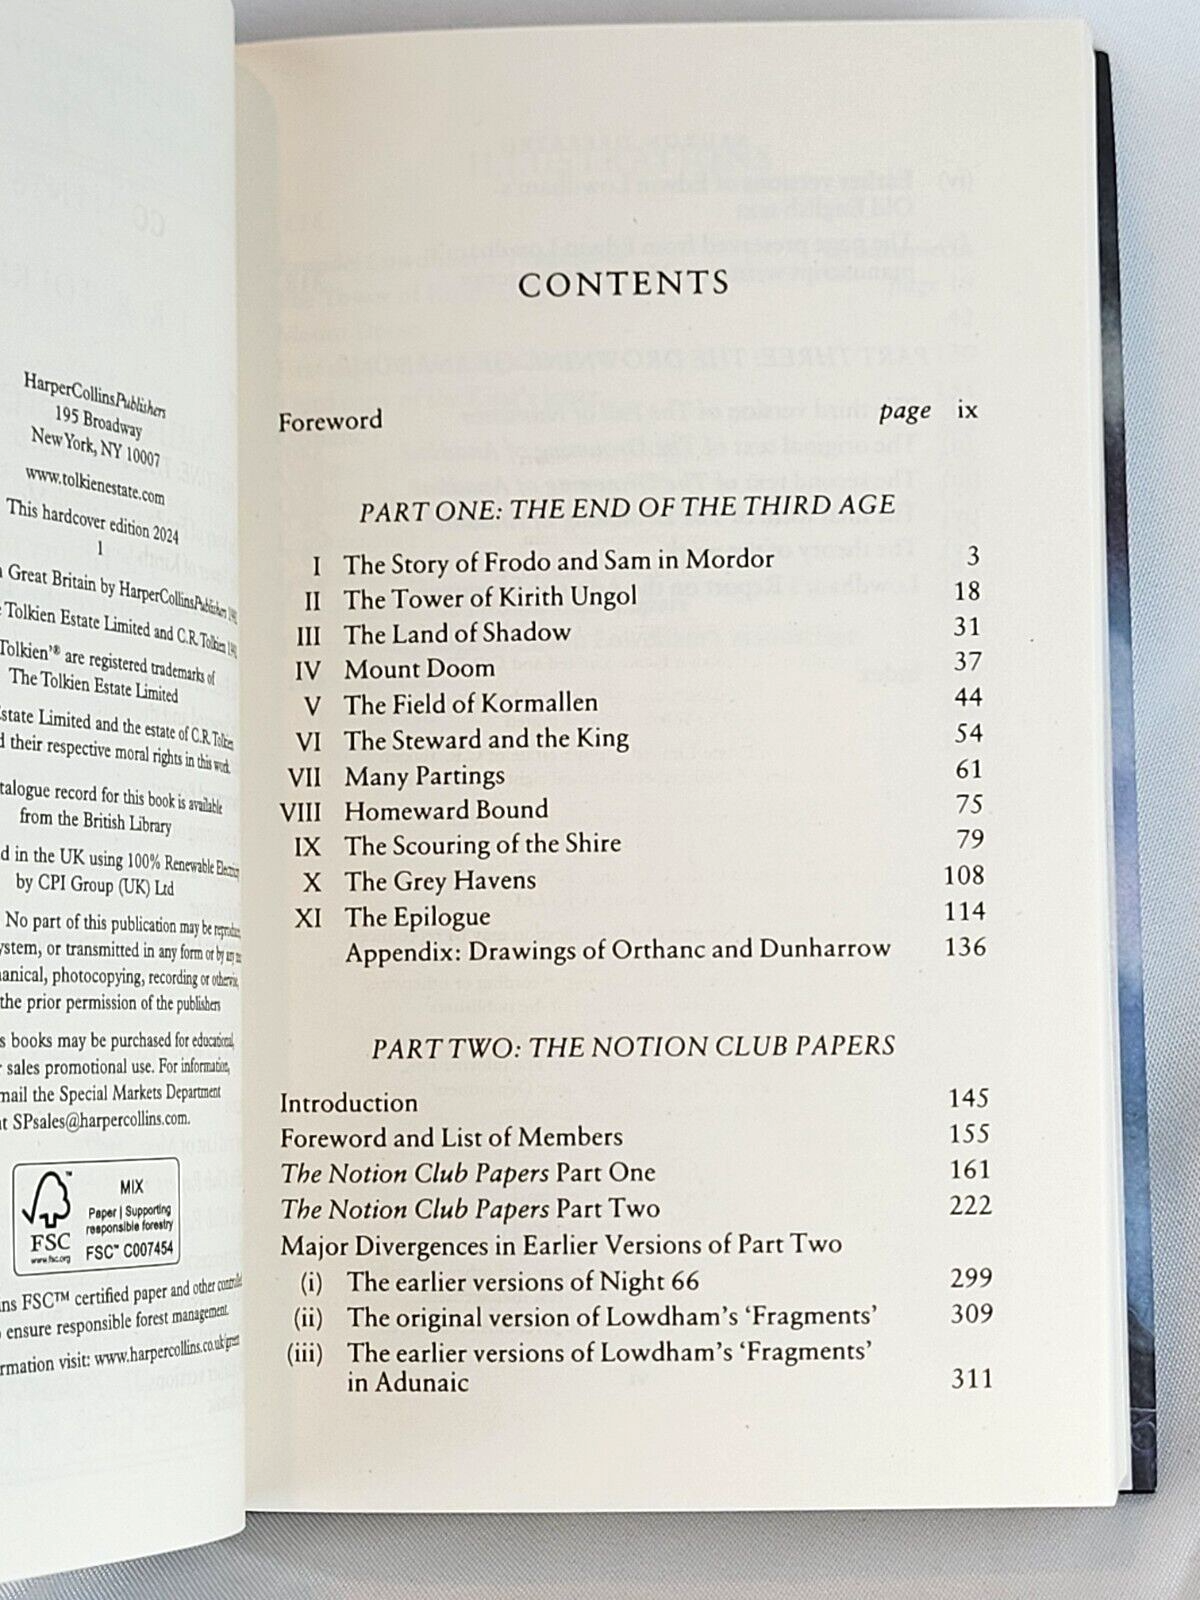 HarperCollinsPublishers
195 Broadway
New York, NY 10007
www.tolkienestate.com
This hardcover edition 2024
1
Great Britain by HarperCollinsPublishers
Tolkien Estate Limited and C.R. Tolkien
Tolkien'® are registered trademarks of
The Tolkien Estate Limited
Estate Limited and the estate of C.R. Tolkien
their respective moral rights in this work
catalogue record for this book is available
from the British Library
in the UK using 100% Renewable Electricity
by CPI Group (UK) Ltd
No part of this publication may be reproduced,
system, or transmitted in any form or by any
photocopying, recording or otherwise,
the prior permission of the publishers
books may be purchased for educational,
sales promotional use. For information,
the Special Markets Department
at SPsales@harpercollins.com.
FSC
www.fsc.org
MIX
Paper | Supporting
responsible forestry
FSC™ C007454
FSC™ certified paper and other controlled
ensure responsible forest management.
visit: www.harpercollins.co.uk/green
CONTENTS
Foreword page ix
PART ONE: THE END OF THE THIRD AGE
I The Story of Frodo and Sam in Mordor 3
II The Tower of Kirith Ungol 18
III The Land of Shadow 31
IV Mount Doom 37
V The Field of Kormallen 44
VI The Steward and the King 54
VII Many Partings 61
VIII Homeward Bound 75
IX The Scouring of the Shire 79
X The Grey Havens 108
XI The Epilogue 114
Appendix: Drawings of Orthanc and Dunharrow 136
PART TWO: THE NOTION CLUB PAPERS
Introduction 145
Foreword and List of Members 155
The Notion Club Papers Part One 161
The Notion Club Papers Part Two 222
Major Divergences in Earlier Versions of Part Two
(i) The earlier versions of Night 66 299
(ii) The original version of Lowdham's 'Fragments' 309
(iii) The earlier versions of Lowdham's 'Fragments'
in Adunaic 311